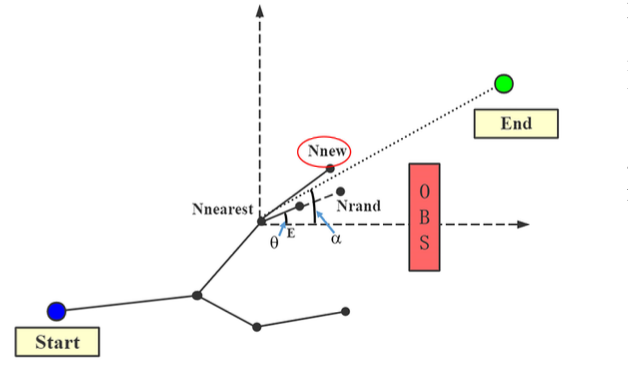 End
Nnew
Nnearest
Nrand
O
B
S
θ
E
α
Start